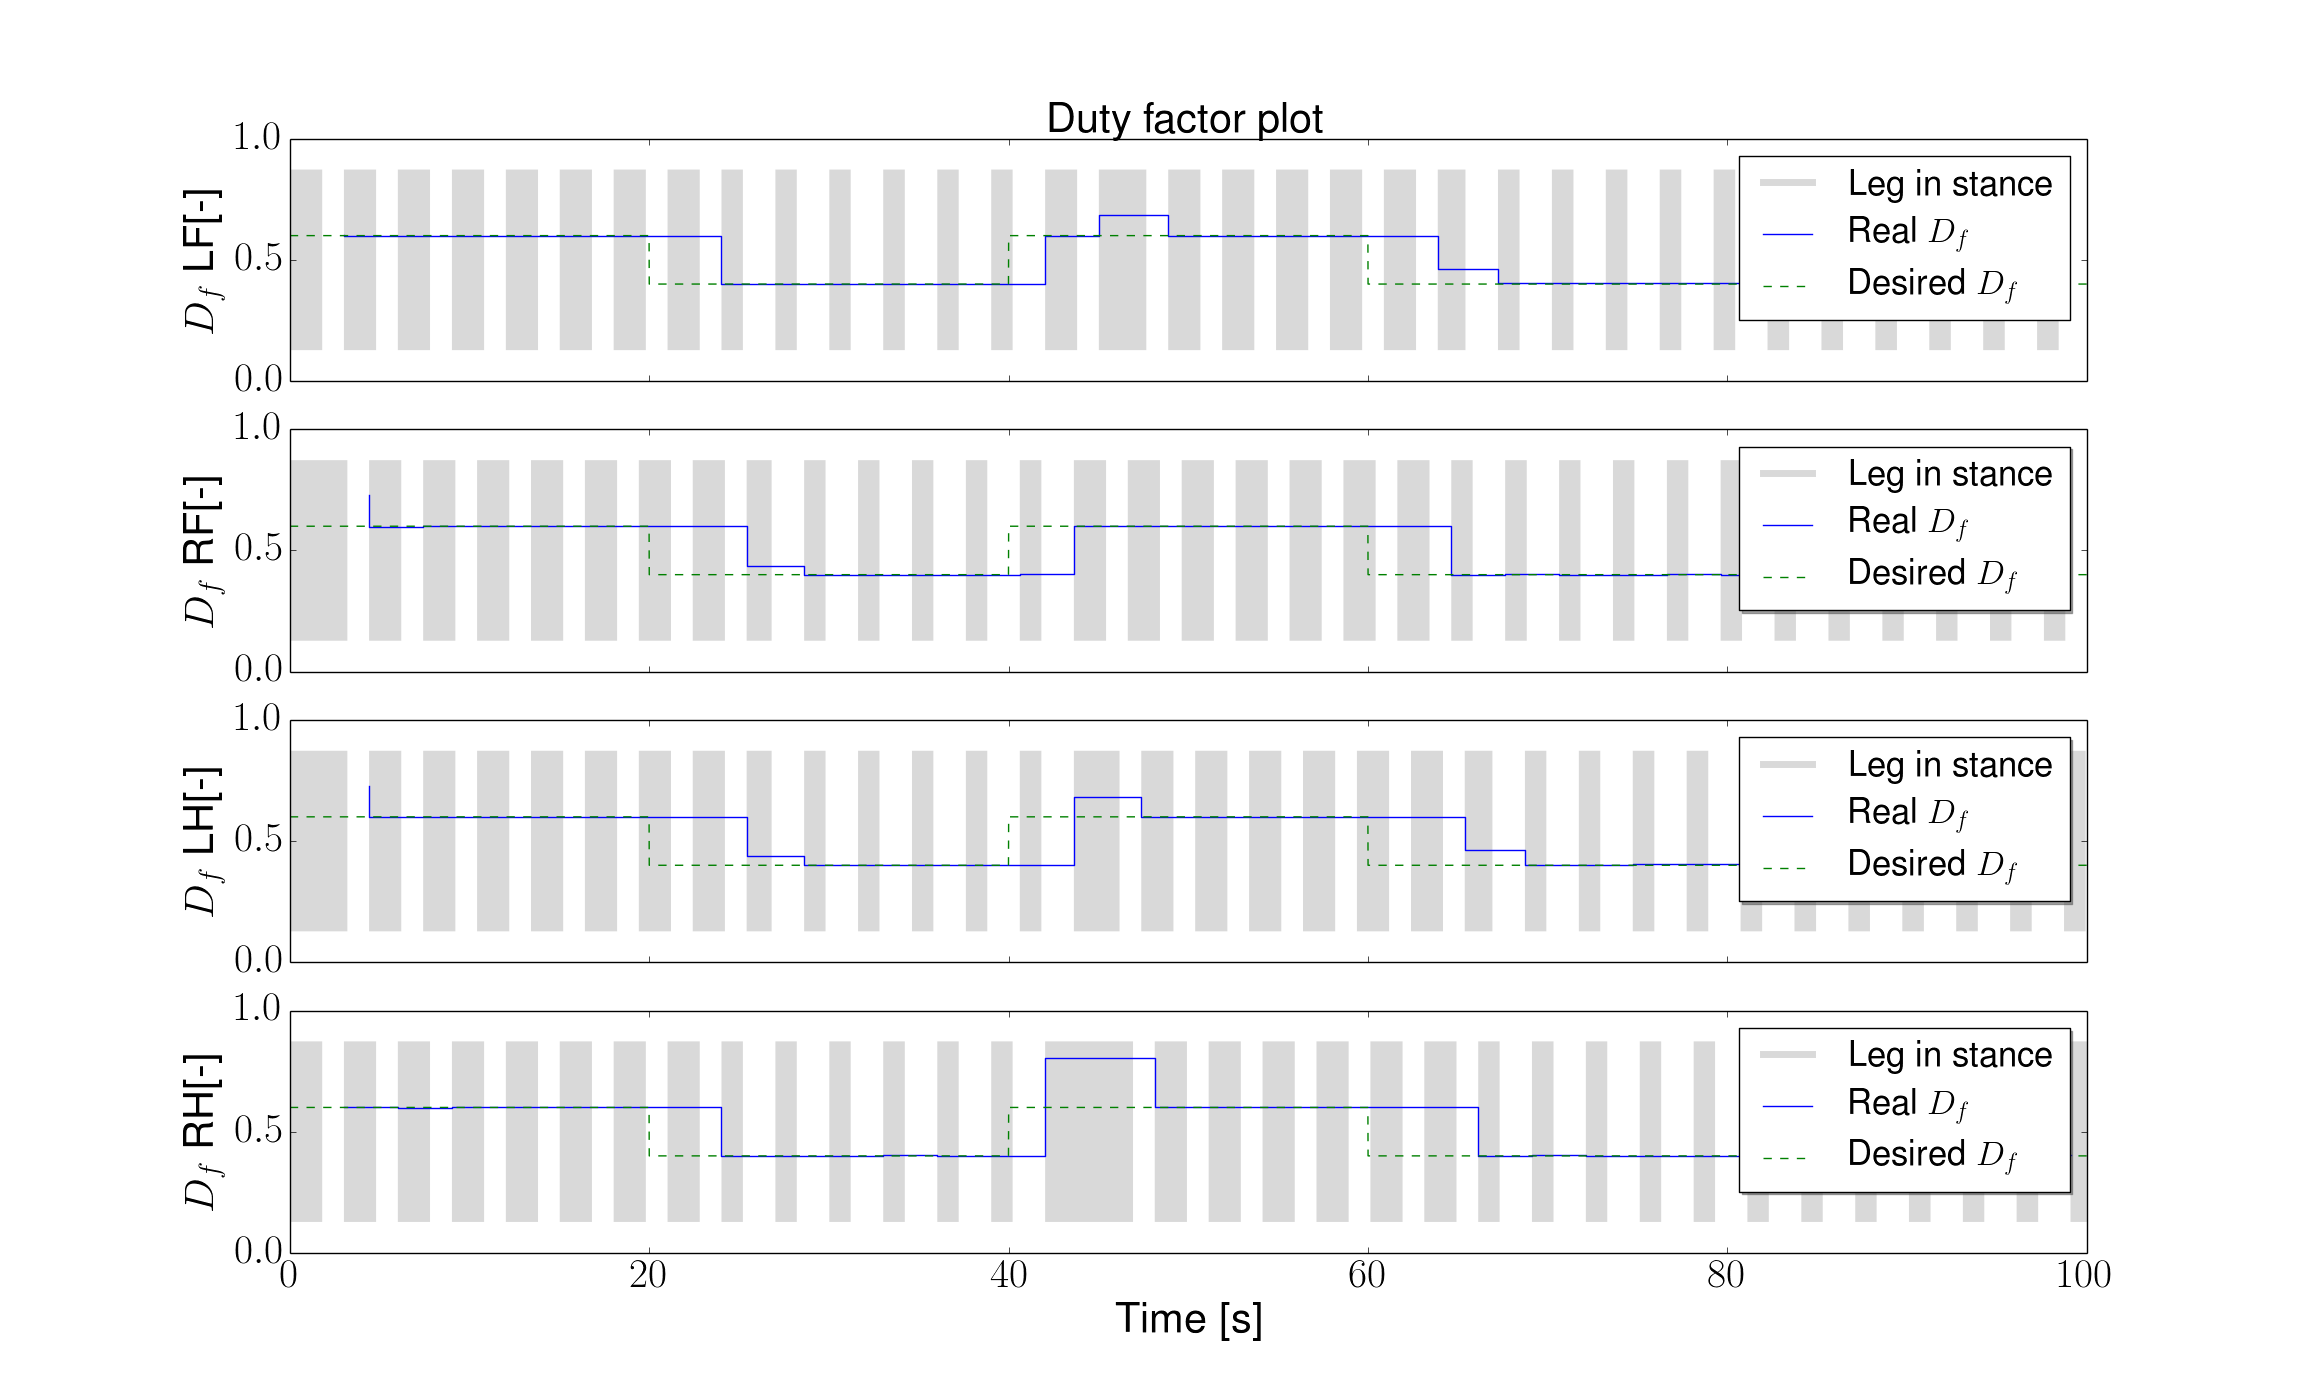 Duty factor plot
1.0
0.5
0.0
D_f LF[-]
Leg in stance
Real D_f
Desired D_f
1.0
0.5
0.0
D_f RF[-]
Leg in stance
Real D_f
Desired D_f
1.0
0.5
0.0
D_f LH[-]
Leg in stance
Real D_f
Desired D_f
1.0
0.5
0.0
D_f RH[-]
Leg in stance
Real D_f
Desired D_f
0 20 40 60 80 100
Time [s]